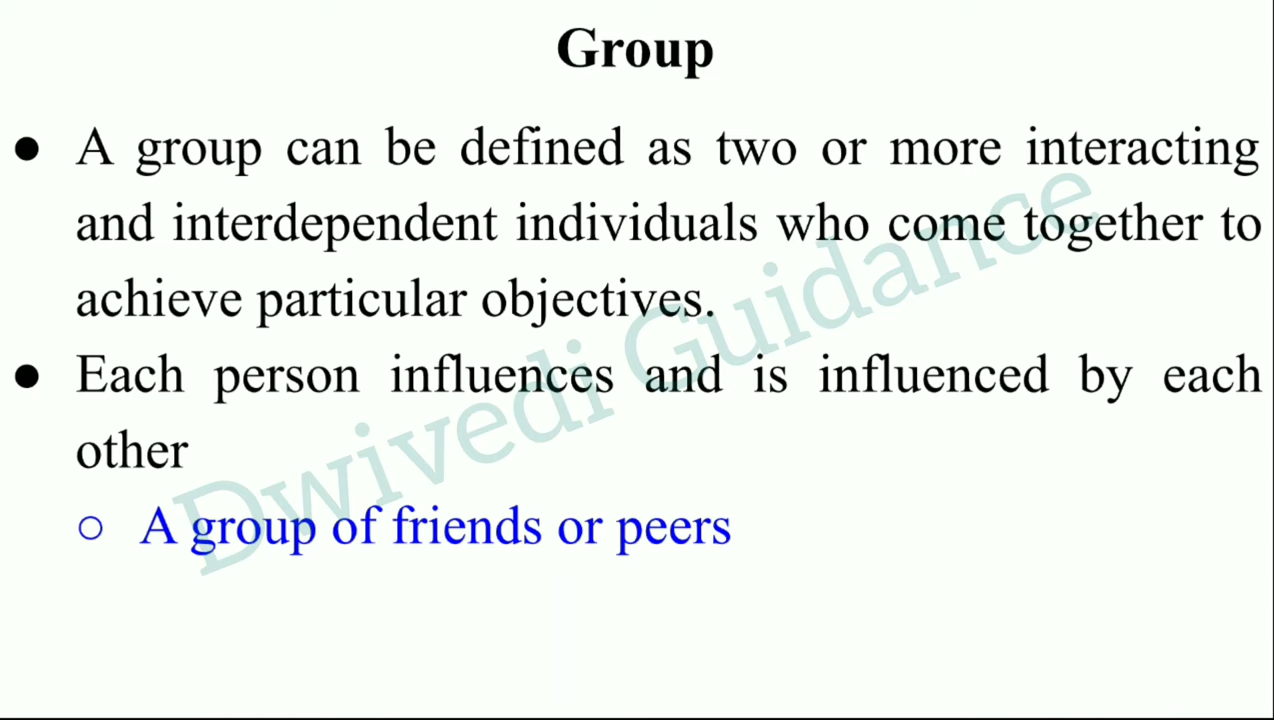 Group
● A group can be defined as two or more interacting
and interdependent individuals who come together to
achieve particular objectives.
● Each person influences and is influenced by each
other
○ A group of friends or peers
Dwivedi Guidance